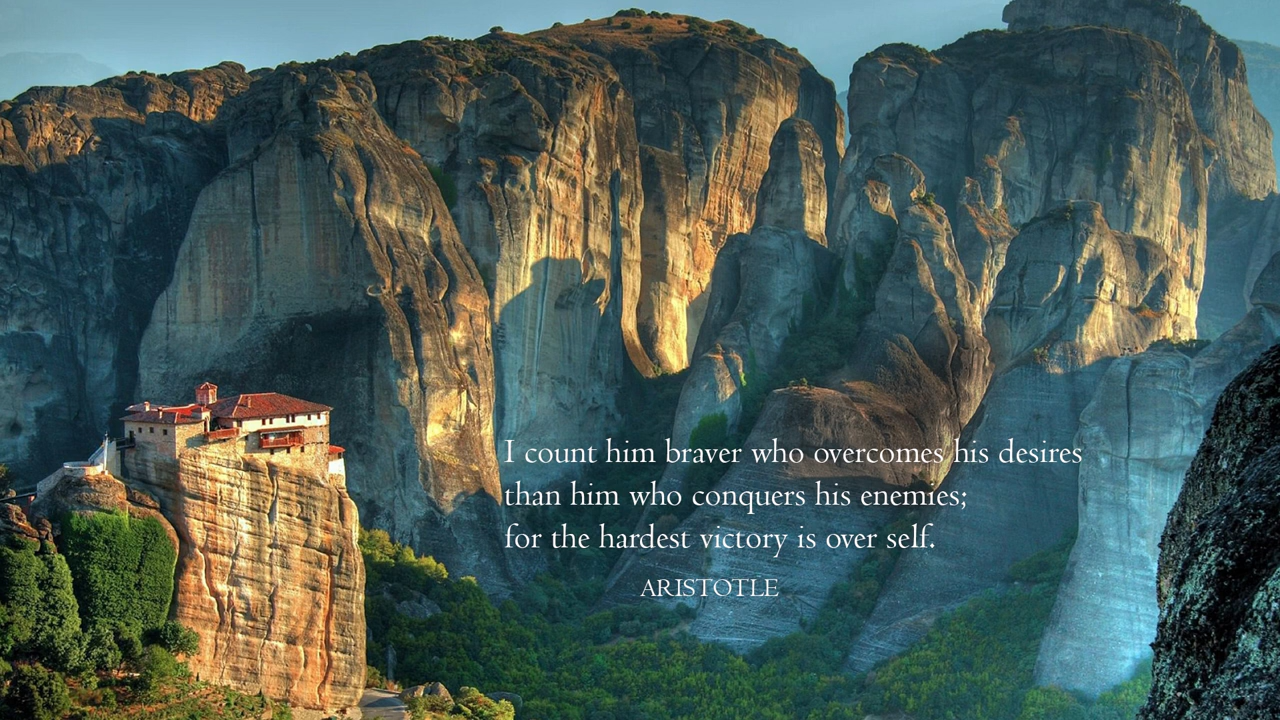 I count him braver who overcomes his desires
than him who conquers his enemies;
for the hardest victory is over self.
ARISTOTLE